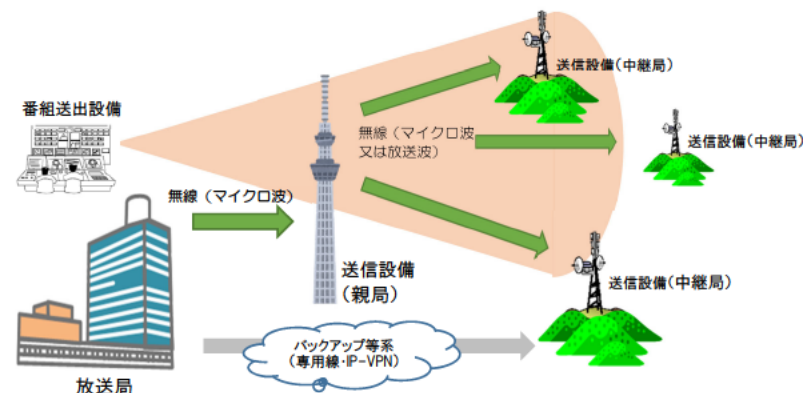 番組送出設備
放送局
無線（マイクロ波）
送信設備
（親局）
無線（マイクロ波
又は放送波）
送信設備（中継局）
送信設備（中継局）
送信設備（中継局）
バックアップ等系
（専用線・IP-VPN）